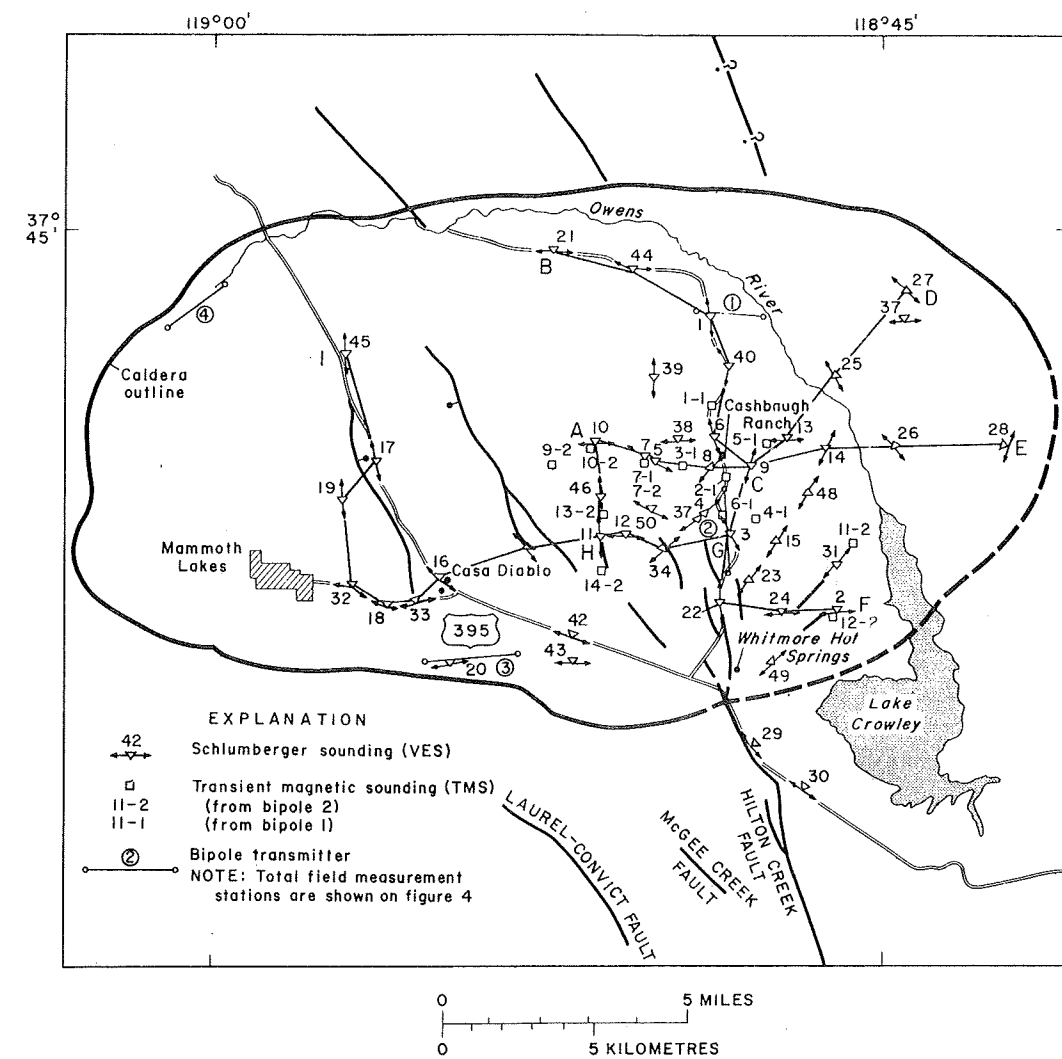 119°00'
118°45'
37°
45'
?
?
Owens
River
21
B
44
1
①
④
27
37
D
I
45
Caldera
outline
39
40
25
1-1
Cashbaugh
Ranch
A
10
38
6
5-1
13
28
17
9-2
10-2
7
5
3-1
8
9
14
26
E
7-1
7-2
2-1
C
19
46
4
48
13-2
37
6-1
4-1
12
50
②
11-2
11
H
G
3
15
31
Mammoth
Lakes
16
Casa Diablo
34
14-2
23
32
18
33
22
24
2
F
12-2
395
42
43
20
③
Whitmore Hot
Springs
49
Lake
Crowley
29
30
EXPLANATION
42
Schlumberger sounding (VES)
Transient magnetic sounding (TMS)
11-2 (from bipole 2)
11-1 (from bipole 1)
②
Bipole transmitter
NOTE: Total field measurement
stations are shown on figure 4
LAUREL-CONVICT FAULT
McGEE CREEK
FAULT
HILTON CREEK
FAULT
0 5 MILES
0 5 KILOMETRES